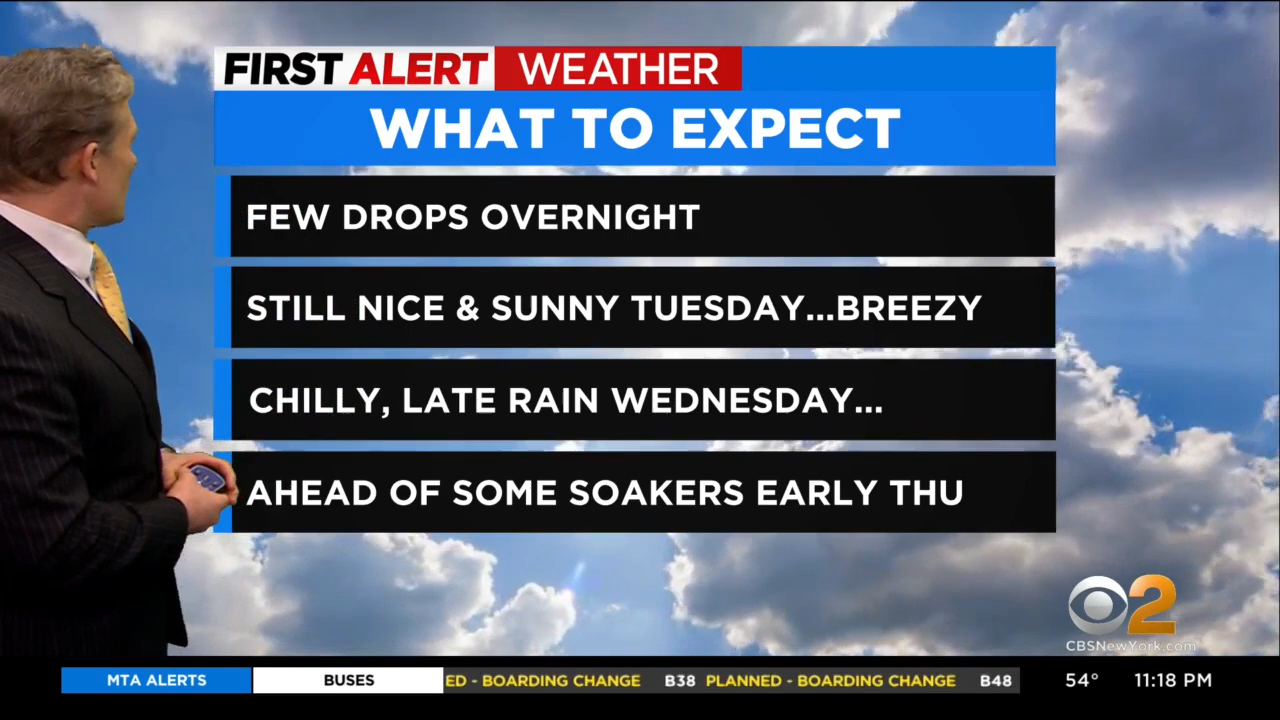 FIRST ALERT WEATHER
WHAT TO EXPECT
FEW DROPS OVERNIGHT
STILL NICE & SUNNY TUESDAY...BREEZY
CHILLY, LATE RAIN WEDNESDAY...
AHEAD OF SOME SOAKERS EARLY THU
2
CBSNewYork.com
MTA ALERTS BUSES ED - BOARDING CHANGE B38 PLANNED - BOARDING CHANGE B48 54° 11:18 PM